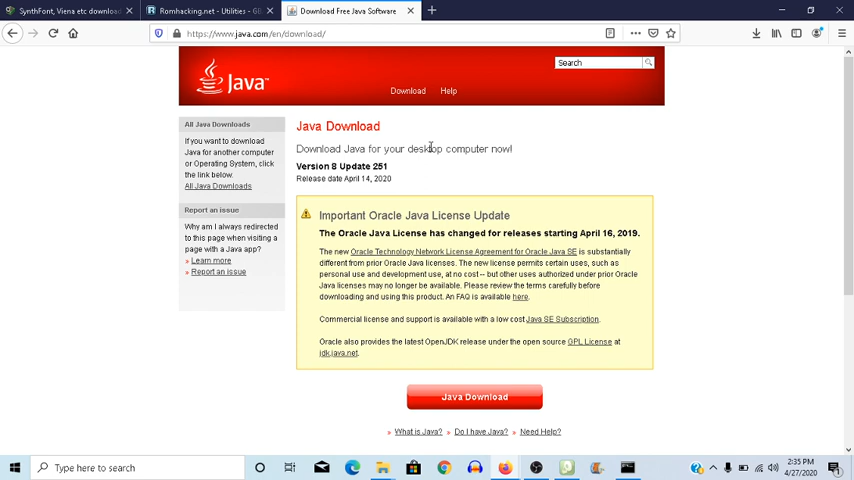 SynthFont, Viena etc download
Romhacking.net - Utilities - GB
Download Free Java Software
https://www.java.com/en/download/
Java
Search
Download
Help
All Java Downloads
If you want to download
Java for another computer
or Operating System, click
the link below.
All Java Downloads
Report an issue
Why am I always redirected
to this page when visiting a
page with a Java app?
» Learn more
» Report an issue
Java Download
Download Java for your desktop computer now!
Version 8 Update 251
Release date April 14, 2020
Important Oracle Java License Update
The Oracle Java License has changed for releases starting April 16, 2019.
The new Oracle Technology Network License Agreement for Oracle Java SE is substantially
different from prior Oracle Java licenses. The new license permits certain uses, such as
personal use and development use, at no cost -- but other uses authorized under prior Oracle
Java licenses may no longer be available. Please review the terms carefully before
downloading and using this product. An FAQ is available here.
Commercial license and support is available with a low cost Java SE Subscription.
Oracle also provides the latest OpenJDK release under the open source GPL License at
jdk.java.net.
Java Download
» What is Java? » Do I have Java? » Need Help?
Type here to search
2:35 PM
4/27/2020